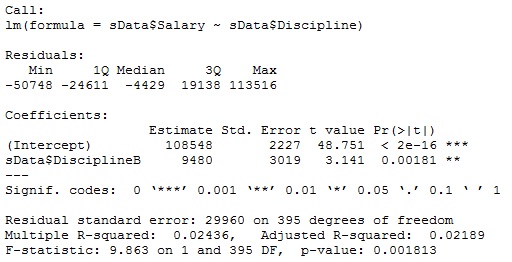 Call:
lm(formula = sData$Salary ~ sData$Discipline)
Residuals:
Min 1Q Median 3Q Max
-50748 -24611 -4429 19138 113516
Coefficients:
Estimate Std. Error t value Pr(>|t|)
(Intercept) 108548 2227 48.751 < 2e-16 ***
sData$DisciplineB 9480 3019 3.141 0.00181 **
---
Signif. codes: 0 ‘***’ 0.001 ‘**’ 0.01 ‘*’ 0.05 ‘.’ 0.1 ‘ ’ 1
Residual standard error: 29960 on 395 degrees of freedom
Multiple R-squared: 0.02436, Adjusted R-squared: 0.02189
F-statistic: 9.863 on 1 and 395 DF, p-value: 0.001813